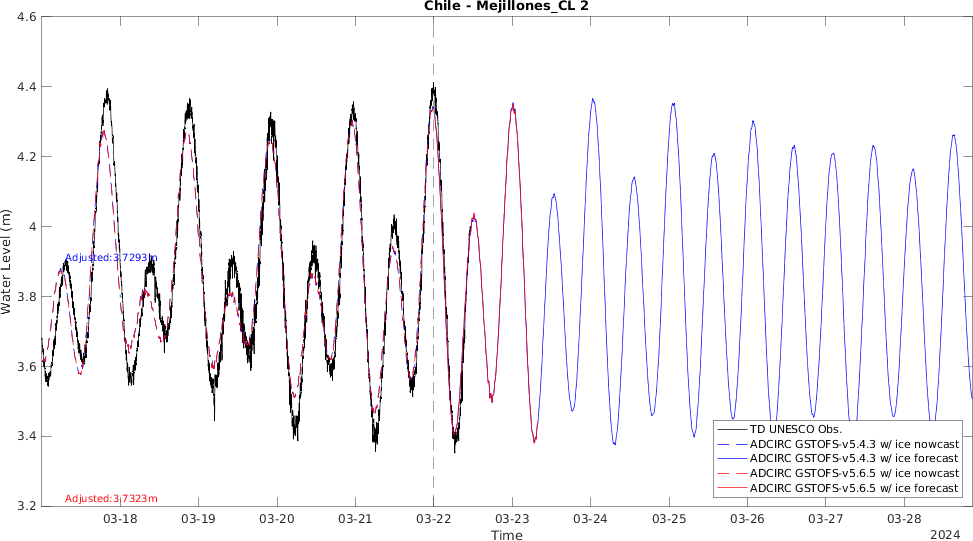 Chile - Mejillones_CL 2
4.6
4.4
4.2
4
3.8
3.6
3.4
3.2
Water Level (m)
Adjusted:3.7293m
Adjusted:3.7323m
TD UNESCO Obs.
ADCIRC GSTOFS-v5.4.3 w/ ice nowcast
ADCIRC GSTOFS-v5.4.3 w/ ice forecast
ADCIRC GSTOFS-v5.6.5 w/ ice nowcast
ADCIRC GSTOFS-v5.6.5 w/ ice forecast
03-18 03-19 03-20 03-21 03-22 03-23 03-24 03-25 03-26 03-27 03-28
Time
2024